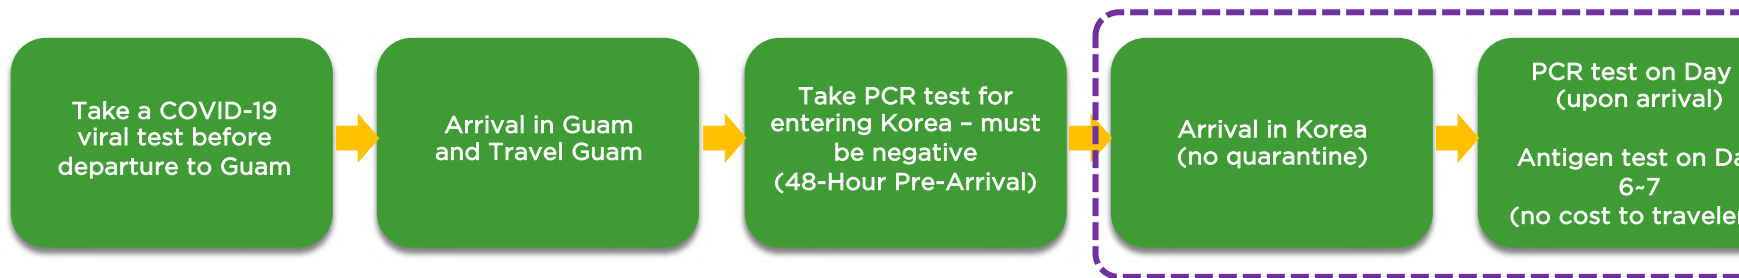 Take a COVID-19
viral test before
departure to Guam
Arrival in Guam
and Travel Guam
Take PCR test for
entering Korea – must
be negative
(48-Hour Pre-Arrival)
Arrival in Korea
(no quarantine)
PCR test on Day
(upon arrival)
Antigen test on
6~7
(no cost to